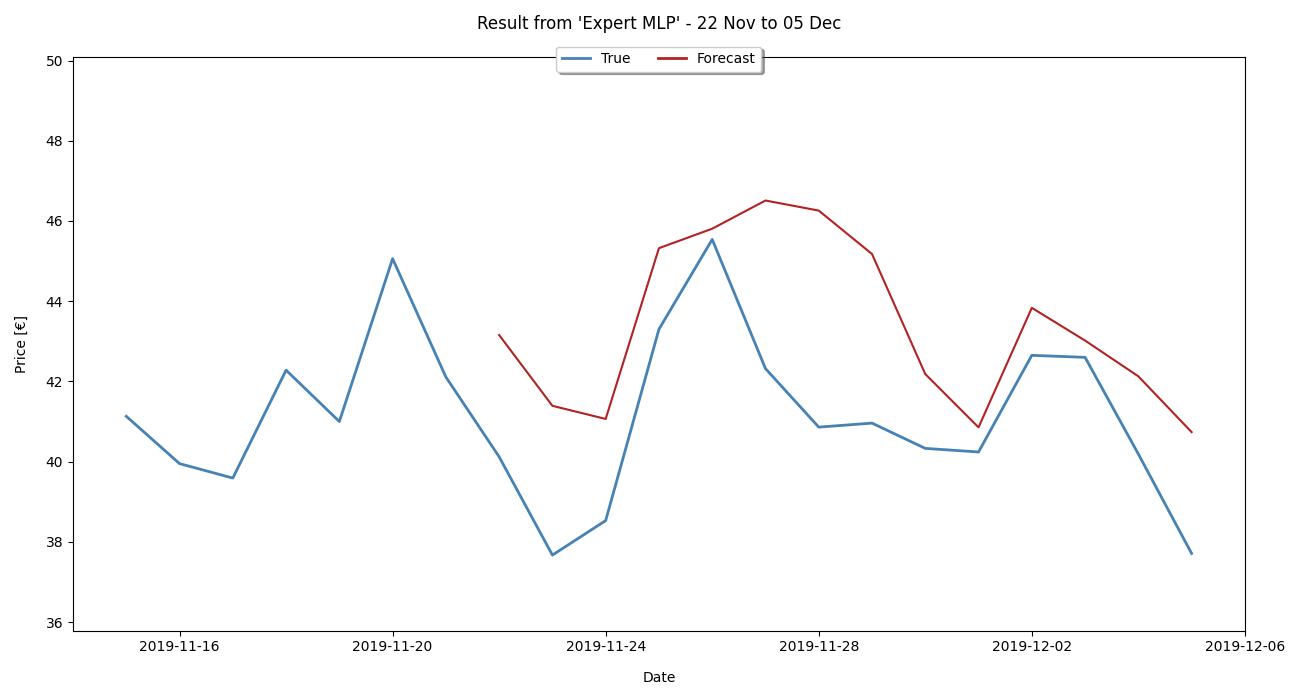 Result from 'Expert MLP' - 22 Nov to 05 Dec
True Forecast
50
48
46
44
42
40
38
36
Price [€]
2019-11-16 2019-11-20 2019-11-24 2019-11-28 2019-12-02 2019-12-06
Date